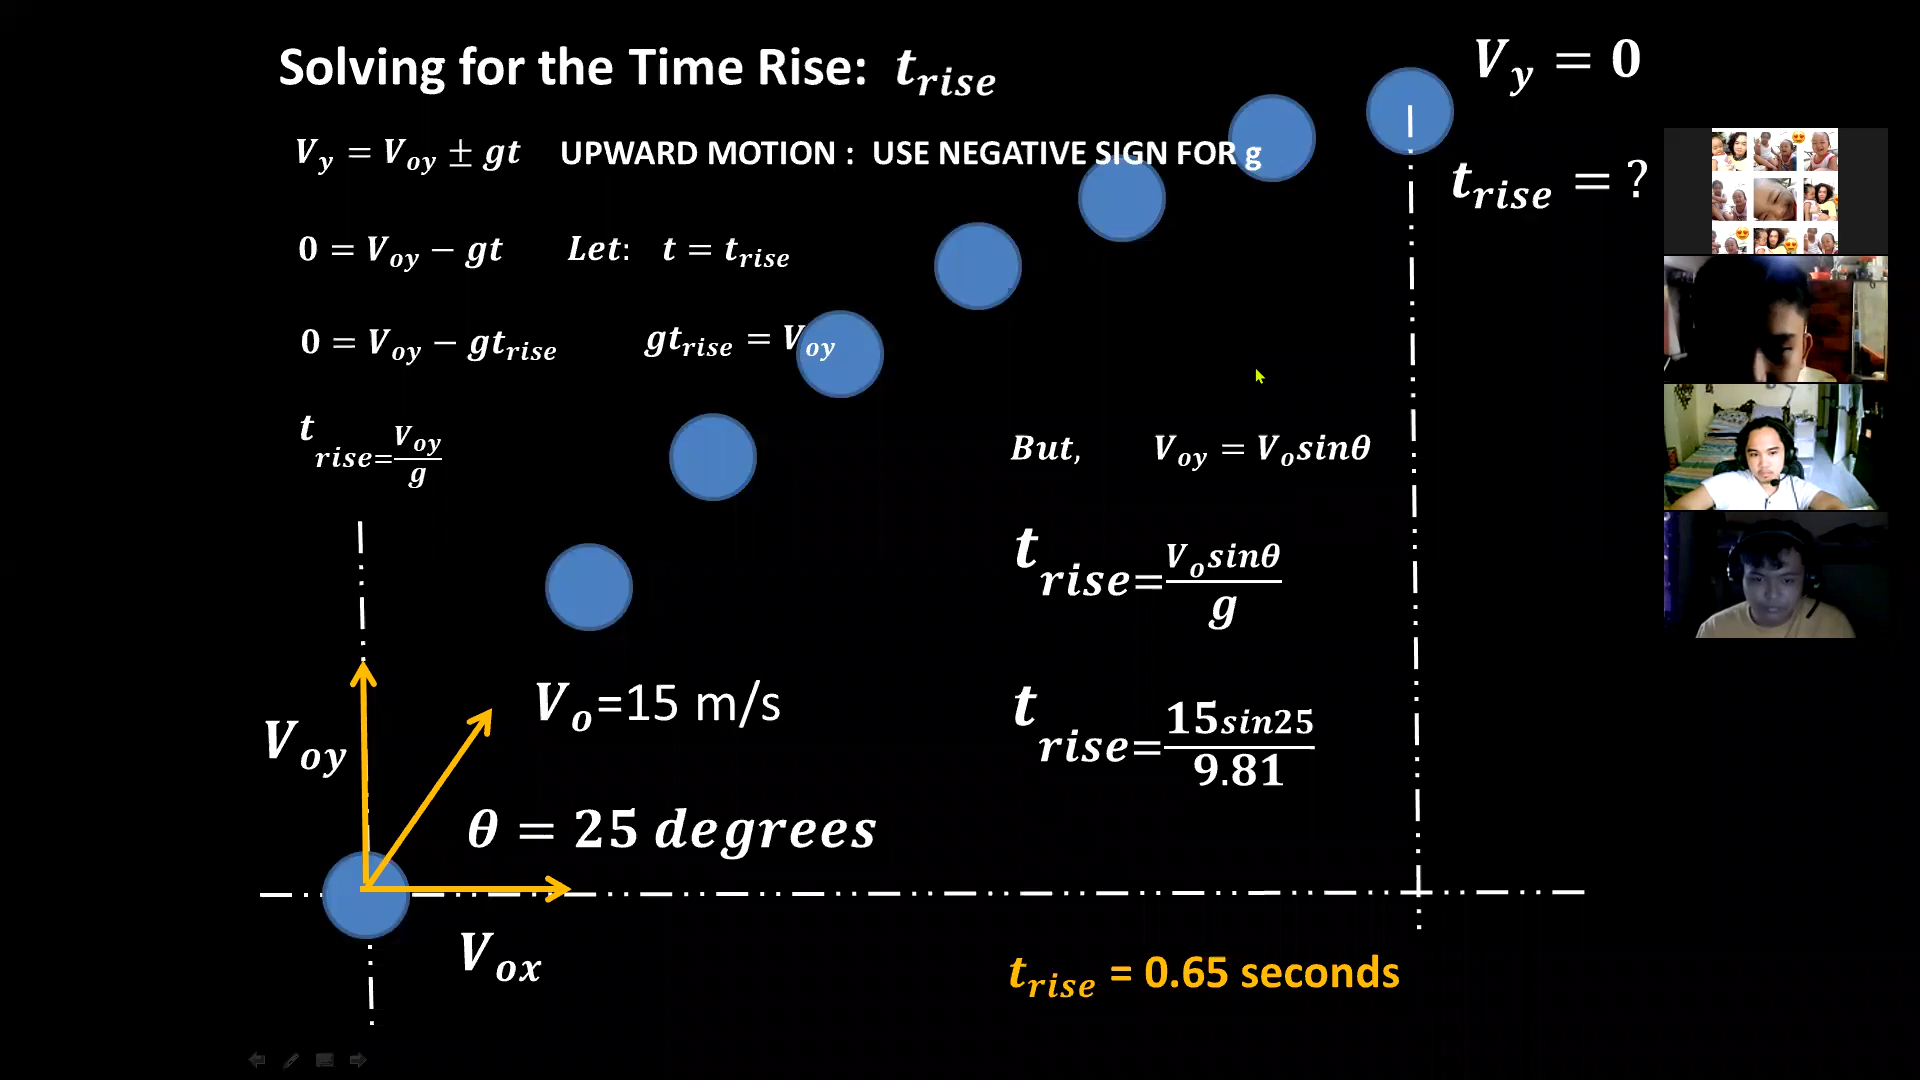 Solving for the Time Rise: t_rise
V_y = 0
V_y = V_oy ± gt UPWARD MOTION : USE NEGATIVE SIGN FOR g
t_rise = ?
0 = V_oy − gt Let: t = t_rise
0 = V_oy − gt_rise gt_rise = V_oy
t_rise= V_oy/g
But, V_oy = V_o sinθ
t_rise= V_o sinθ/g
V_o=15 m/s
t_rise= 15sin25/9.81
V_oy
θ = 25 degrees
V_ox
t_rise = 0.65 seconds